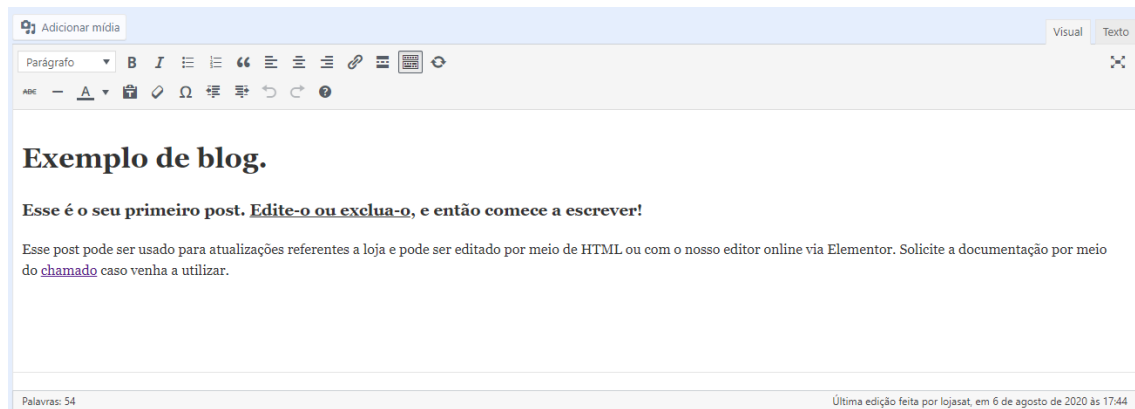 Adicionar mídia
Visual Texto
Parágrafo B I
ABE A Ω
Exemplo de blog.
Esse é o seu primeiro post. Edite-o ou exclua-o, e então comece a escrever!
Esse post pode ser usado para atualizações referentes a loja e pode ser editado por meio de HTML ou com o nosso editor online via Elementor. Solicite a documentação por meio
do chamado caso venha a utilizar.
Palavras: 54 Última edição feita por lojasat, em 6 de agosto de 2020 às 17:44